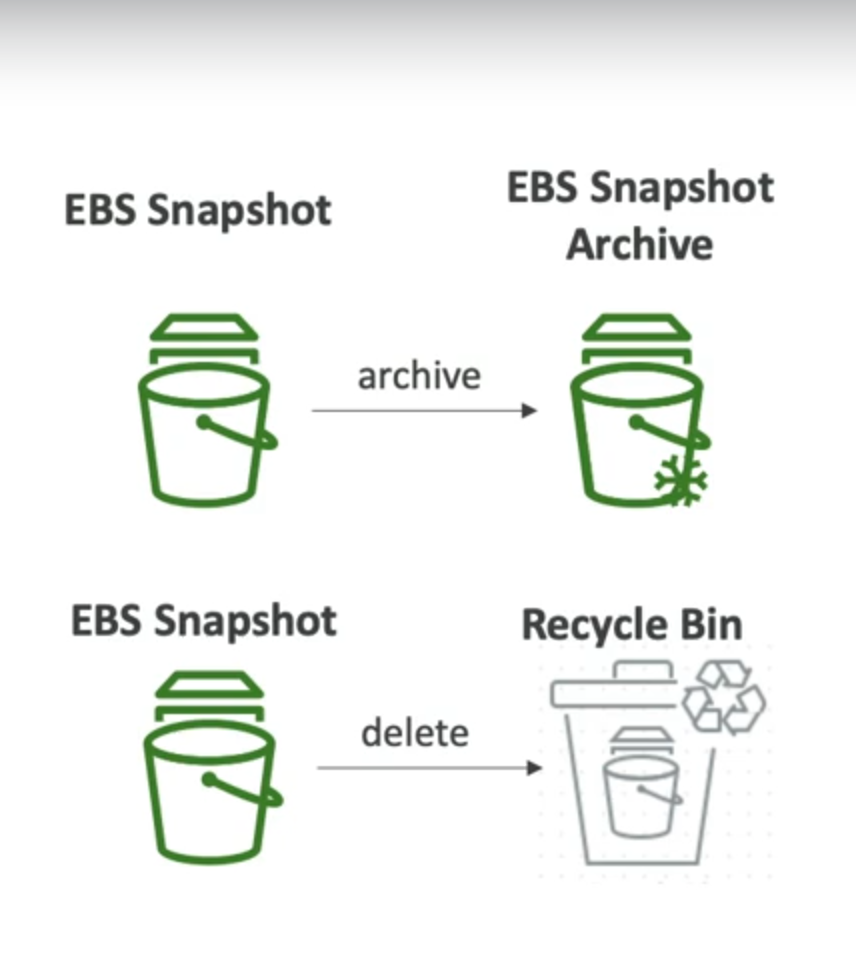 EBS Snapshot
EBS Snapshot
Archive
archive
EBS Snapshot
Recycle Bin
delete